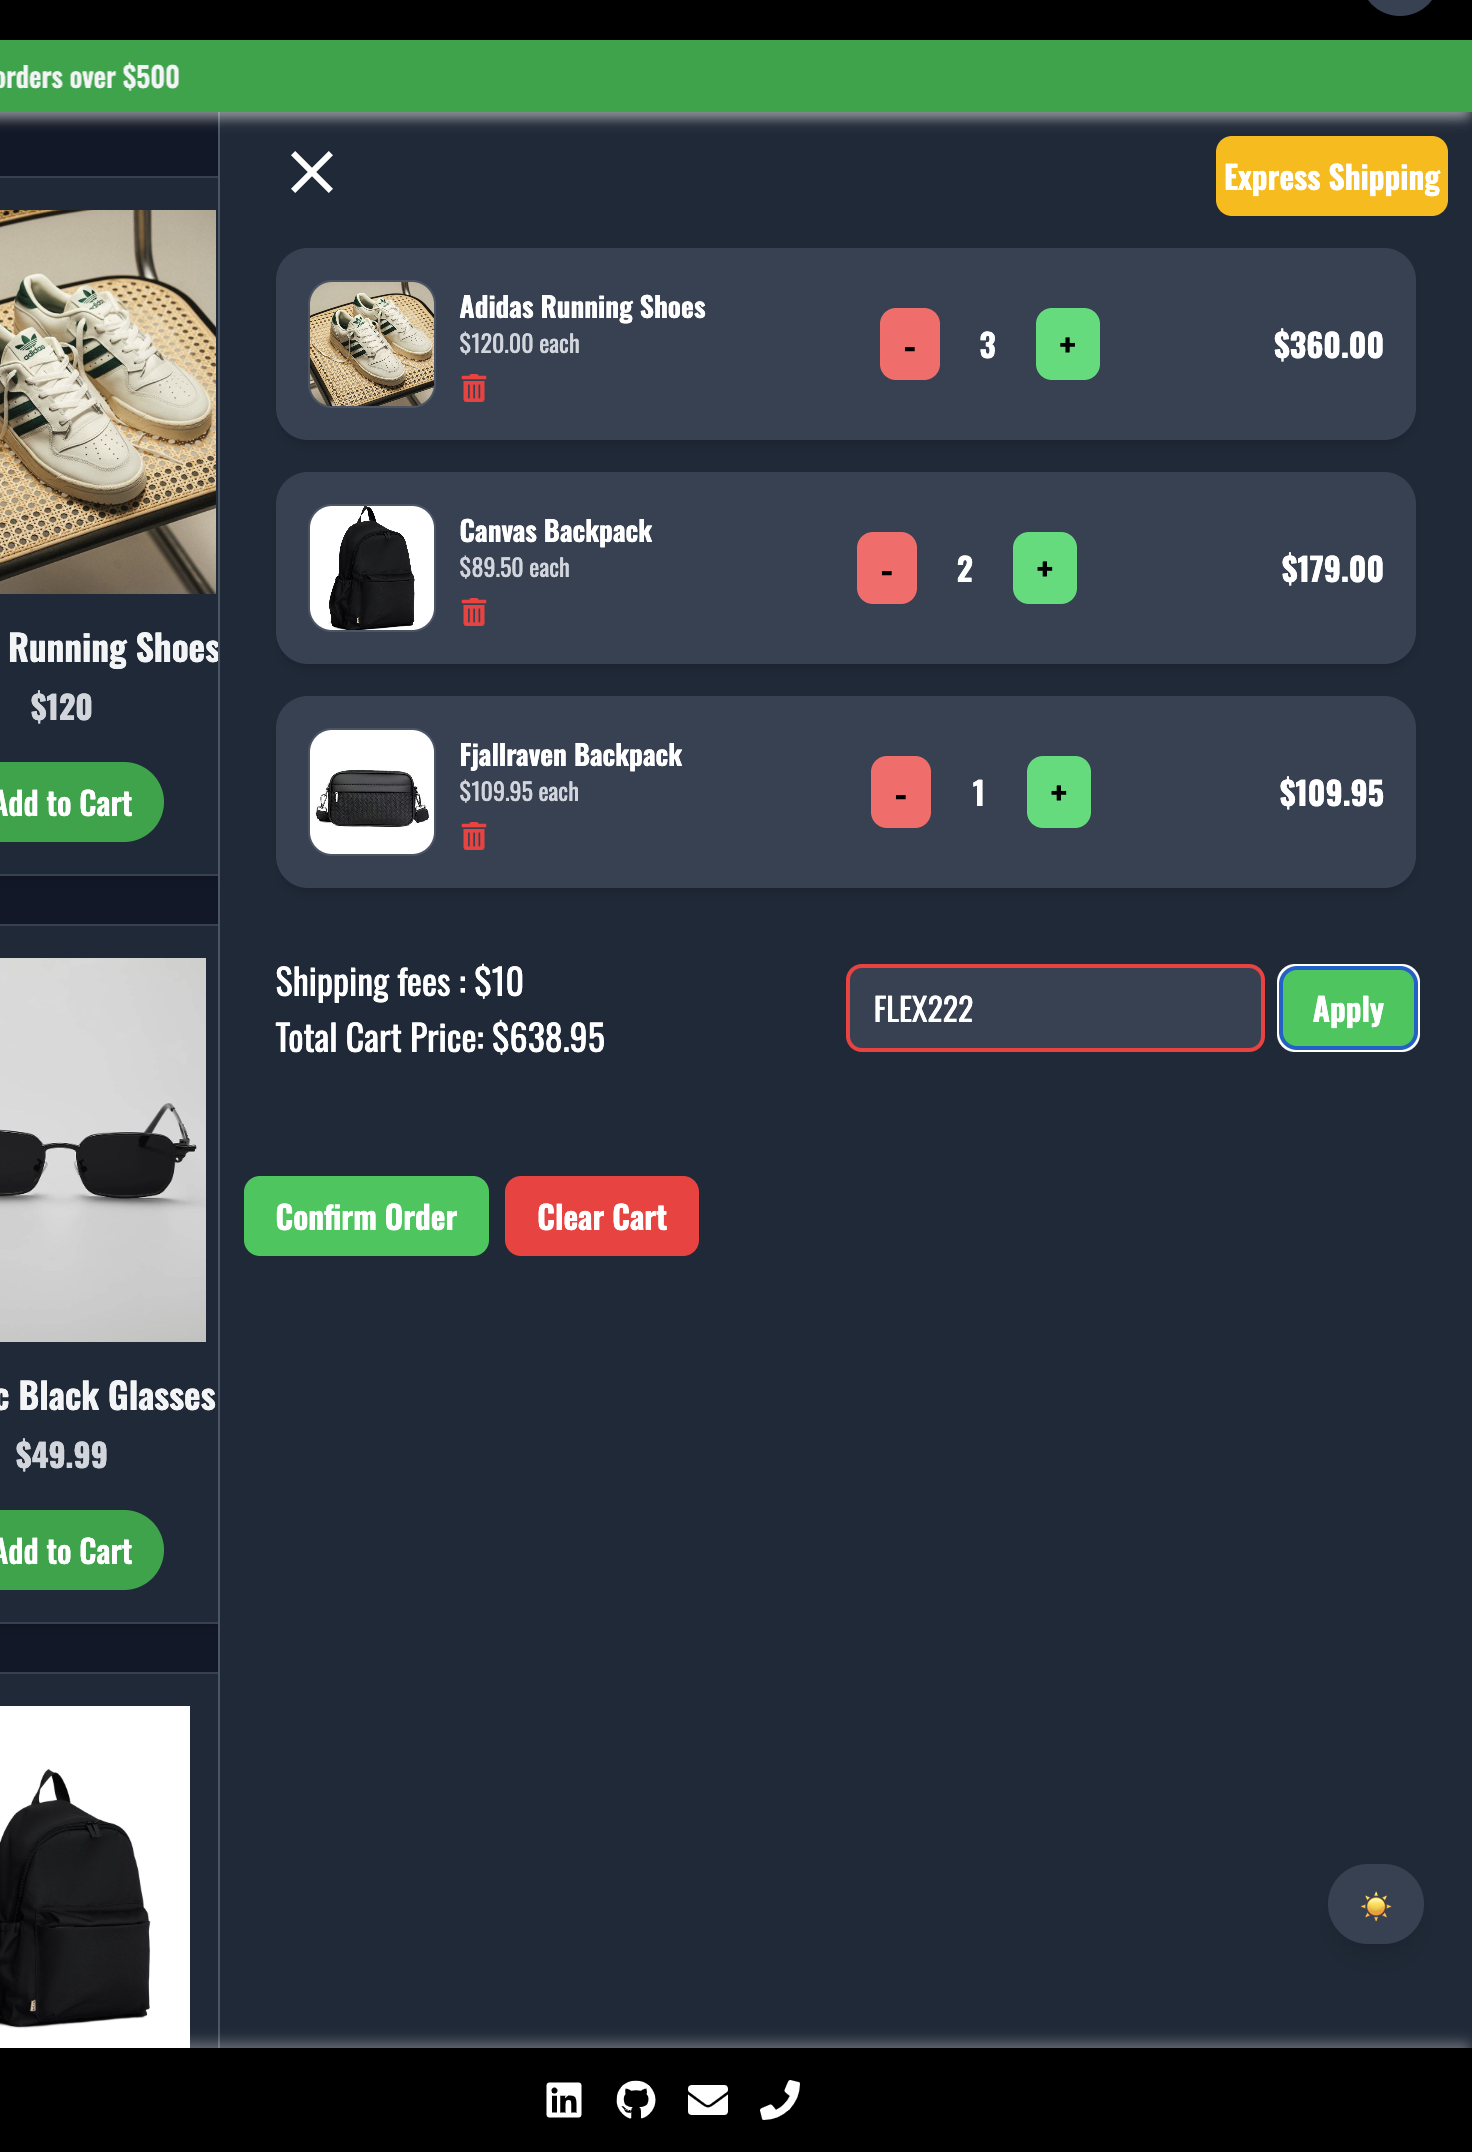 orders over $500
Express Shipping
Adidas Running Shoes
$120.00 each
- 3 +
$360.00
Canvas Backpack
$89.50 each
- 2 +
$179.00
Fjallraven Backpack
$109.95 each
- 1 +
$109.95
Shipping fees : $10
Total Cart Price: $638.95
FLEX222
Apply
Confirm Order
Clear Cart
Running Shoes
$120
Add to Cart
c Black Glasses
$49.99
Add to Cart